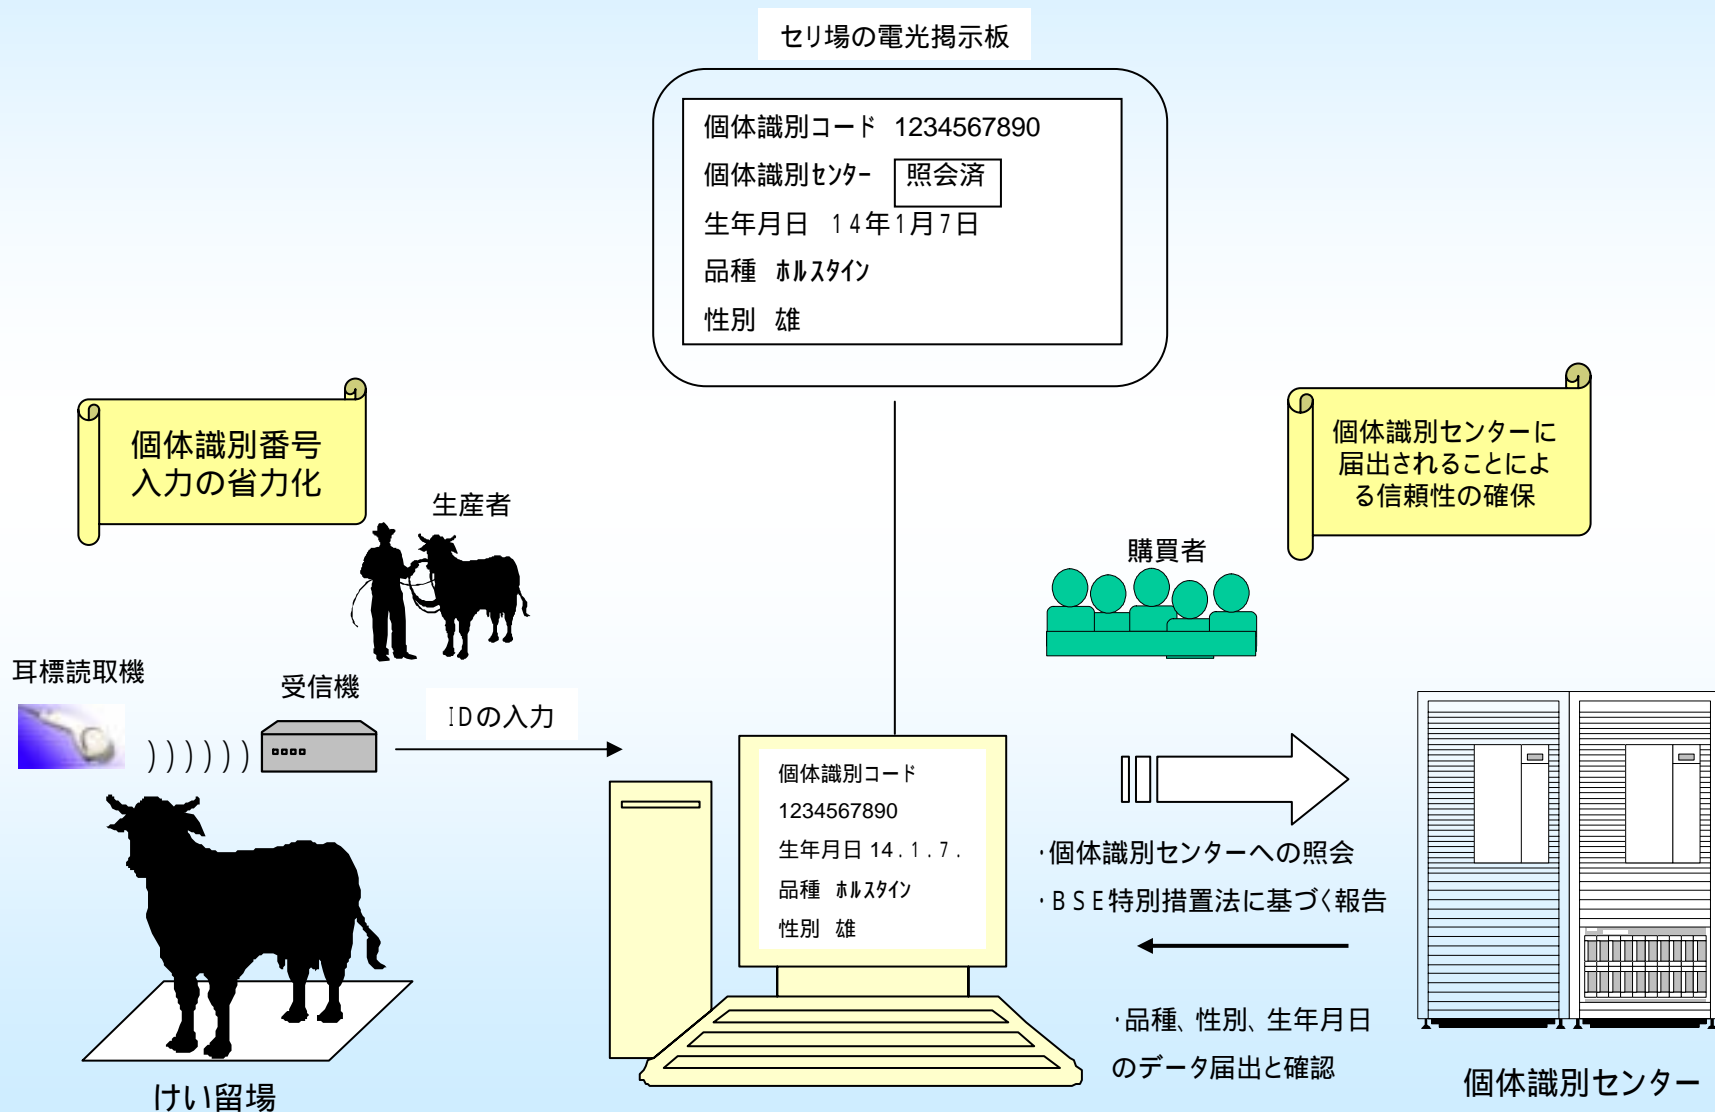 セリ場の電光掲示板
個体識別コード 1234567890
個体識別センター 照会済
生年月日 14年1月7日
品種 ホルスタイン
性別 雄
個体識別番号
入力の省力化
個体識別センターに
届出されることによ
る信頼性の確保
生産者
購買者
耳標読取機
受信機
IDの入力
個体識別コード
1234567890
生年月日 14.1.7.
品種 ホルスタイン
性別 雄
・個体識別センターへの照会
・BSE特別措置法に基づく報告
・品種、性別、生年月日
のデータ届出と確認
けい留場
個体識別センター